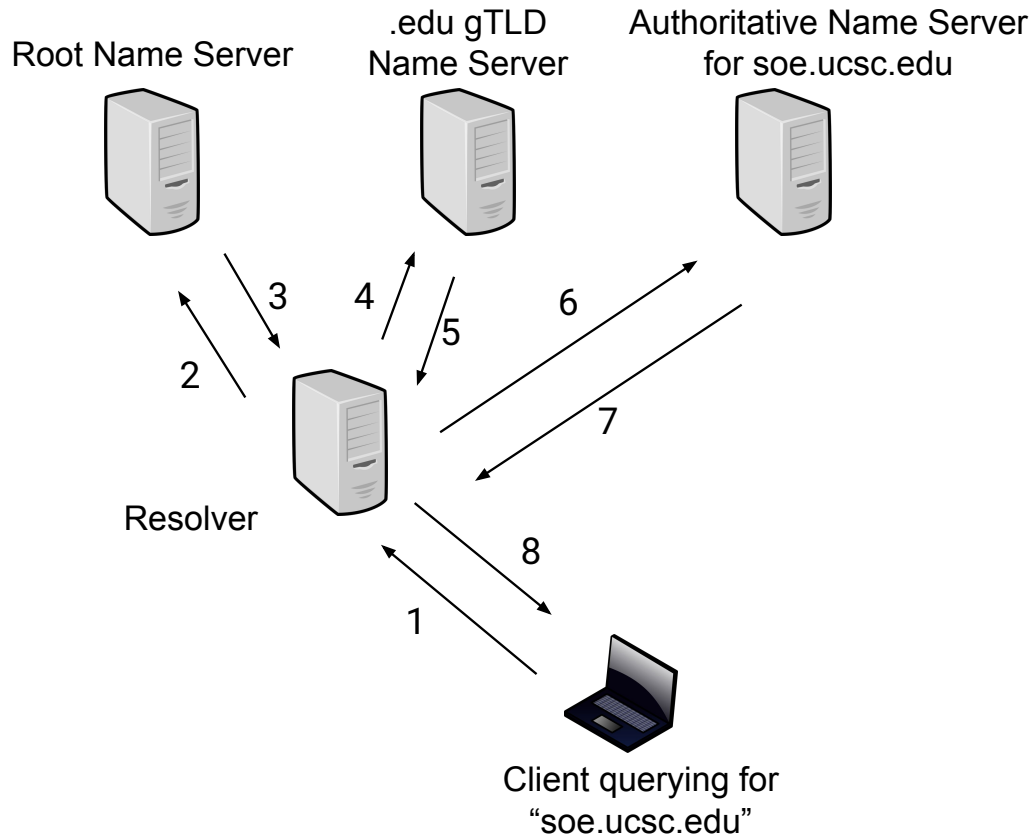 Root Name Server
.edu gTLD
Name Server
Authoritative Name Server
for soe.ucsc.edu
3
4
5
6
2
7
Resolver
8
1
Client querying for
“soe.ucsc.edu”